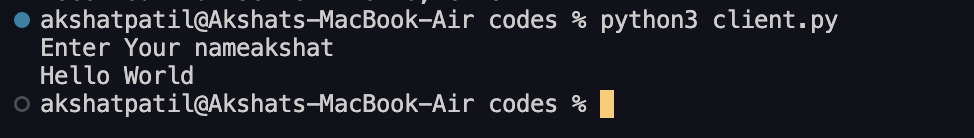 akshatpatil@Akshats-MacBook-Air codes % python3 client.py
Enter Your nameakshat
Hello World
akshatpatil@Akshats-MacBook-Air codes %